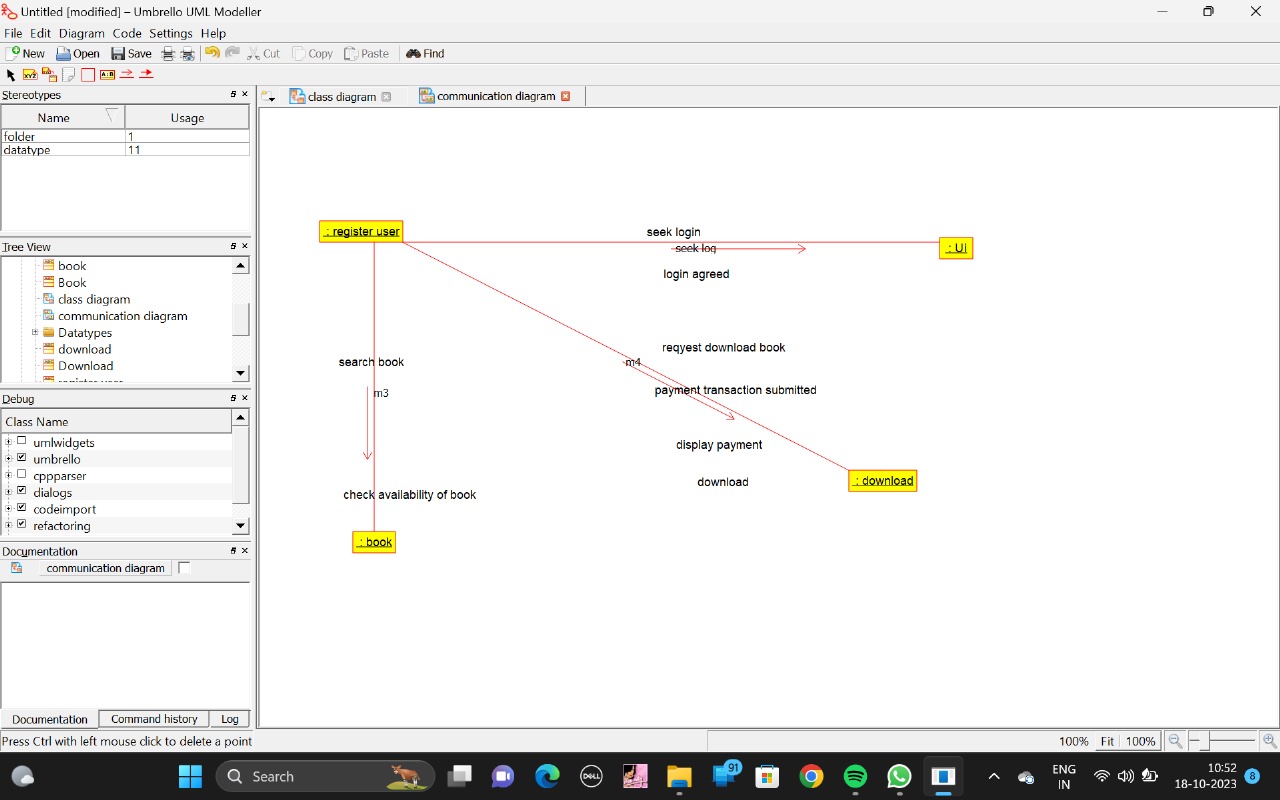 Untitled [modified] – Umbrello UML Modeller
File Edit Diagram Code Settings Help
New Open Save Cut Copy Paste Find
XYZ A:B
Stereotypes
Name Usage
folder 1
datatype 11
Tree View
book
Book
class diagram
communication diagram
Datatypes
download
Download
register user
Debug
Class Name
umlwidgets
umbrello
cppparser
dialogs
codeimport
refactoring
Documentation
communication diagram
Documentation Command history Log
Press Ctrl with left mouse click to delete a point
class diagram communication diagram
: register user
seek login
seek log
: UI
login agreed
search book
m3
check availability of book
: book
reqyest download book
m4
payment transaction submitted
display payment
download
: download
100% Fit 100%
Search
DELL
91
ENG
IN
10:52
18-10-2023
8